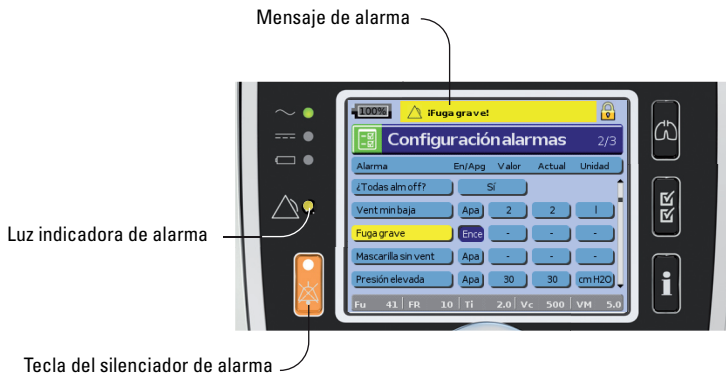 Mensaje de alarma
100% ¡Fuga grave!
Configuración alarmas 2/3
Alarma En/Apg Valor Actual Unidad
¿Todas alm off? Sí
Vent min baja Apa 2 2 l
Fuga grave Ence - - -
Mascarilla sin vent Apa - - -
Presión elevada Apa 30 30 cm H2O
Fu 41 FR 10 Ti 2.0 Vc 500 VM 5.0
Luz indicadora de alarma
Tecla del silenciador de alarma